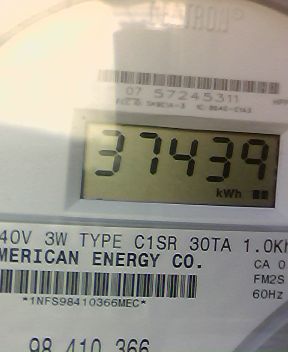 07 57245311
37439
kWh
40V 3W TYPE C1SR 30TA 1.0Kh
MERICAN ENERGY CO.
CA 0
FM2S
60Hz
*1NFS98410366MEC*
98 410 366